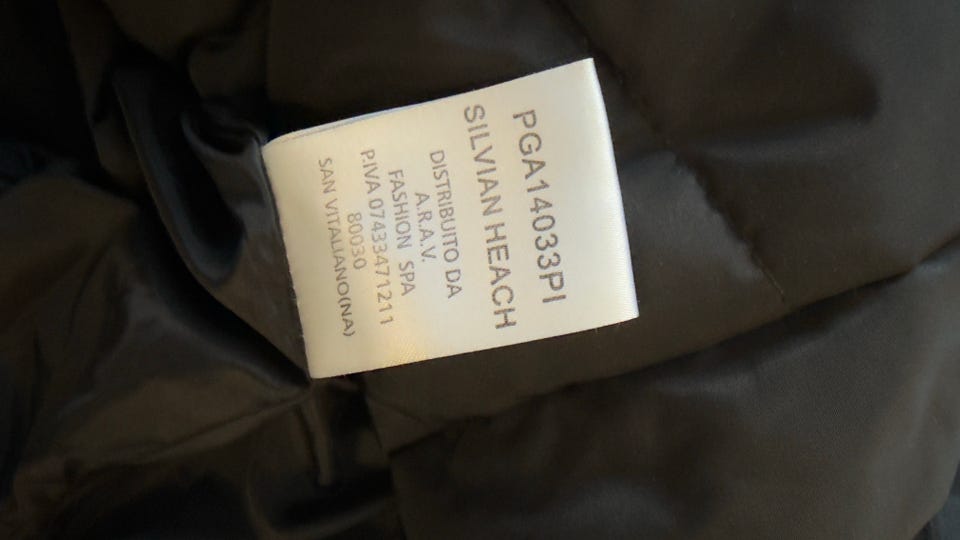 PGA14033PI
SILVIAN HEACH
DISTRIBUITO DA
A.R.A.V.
FASHION SPA
P.IVA 07433471211
80030
SAN VITALIANO(NA)